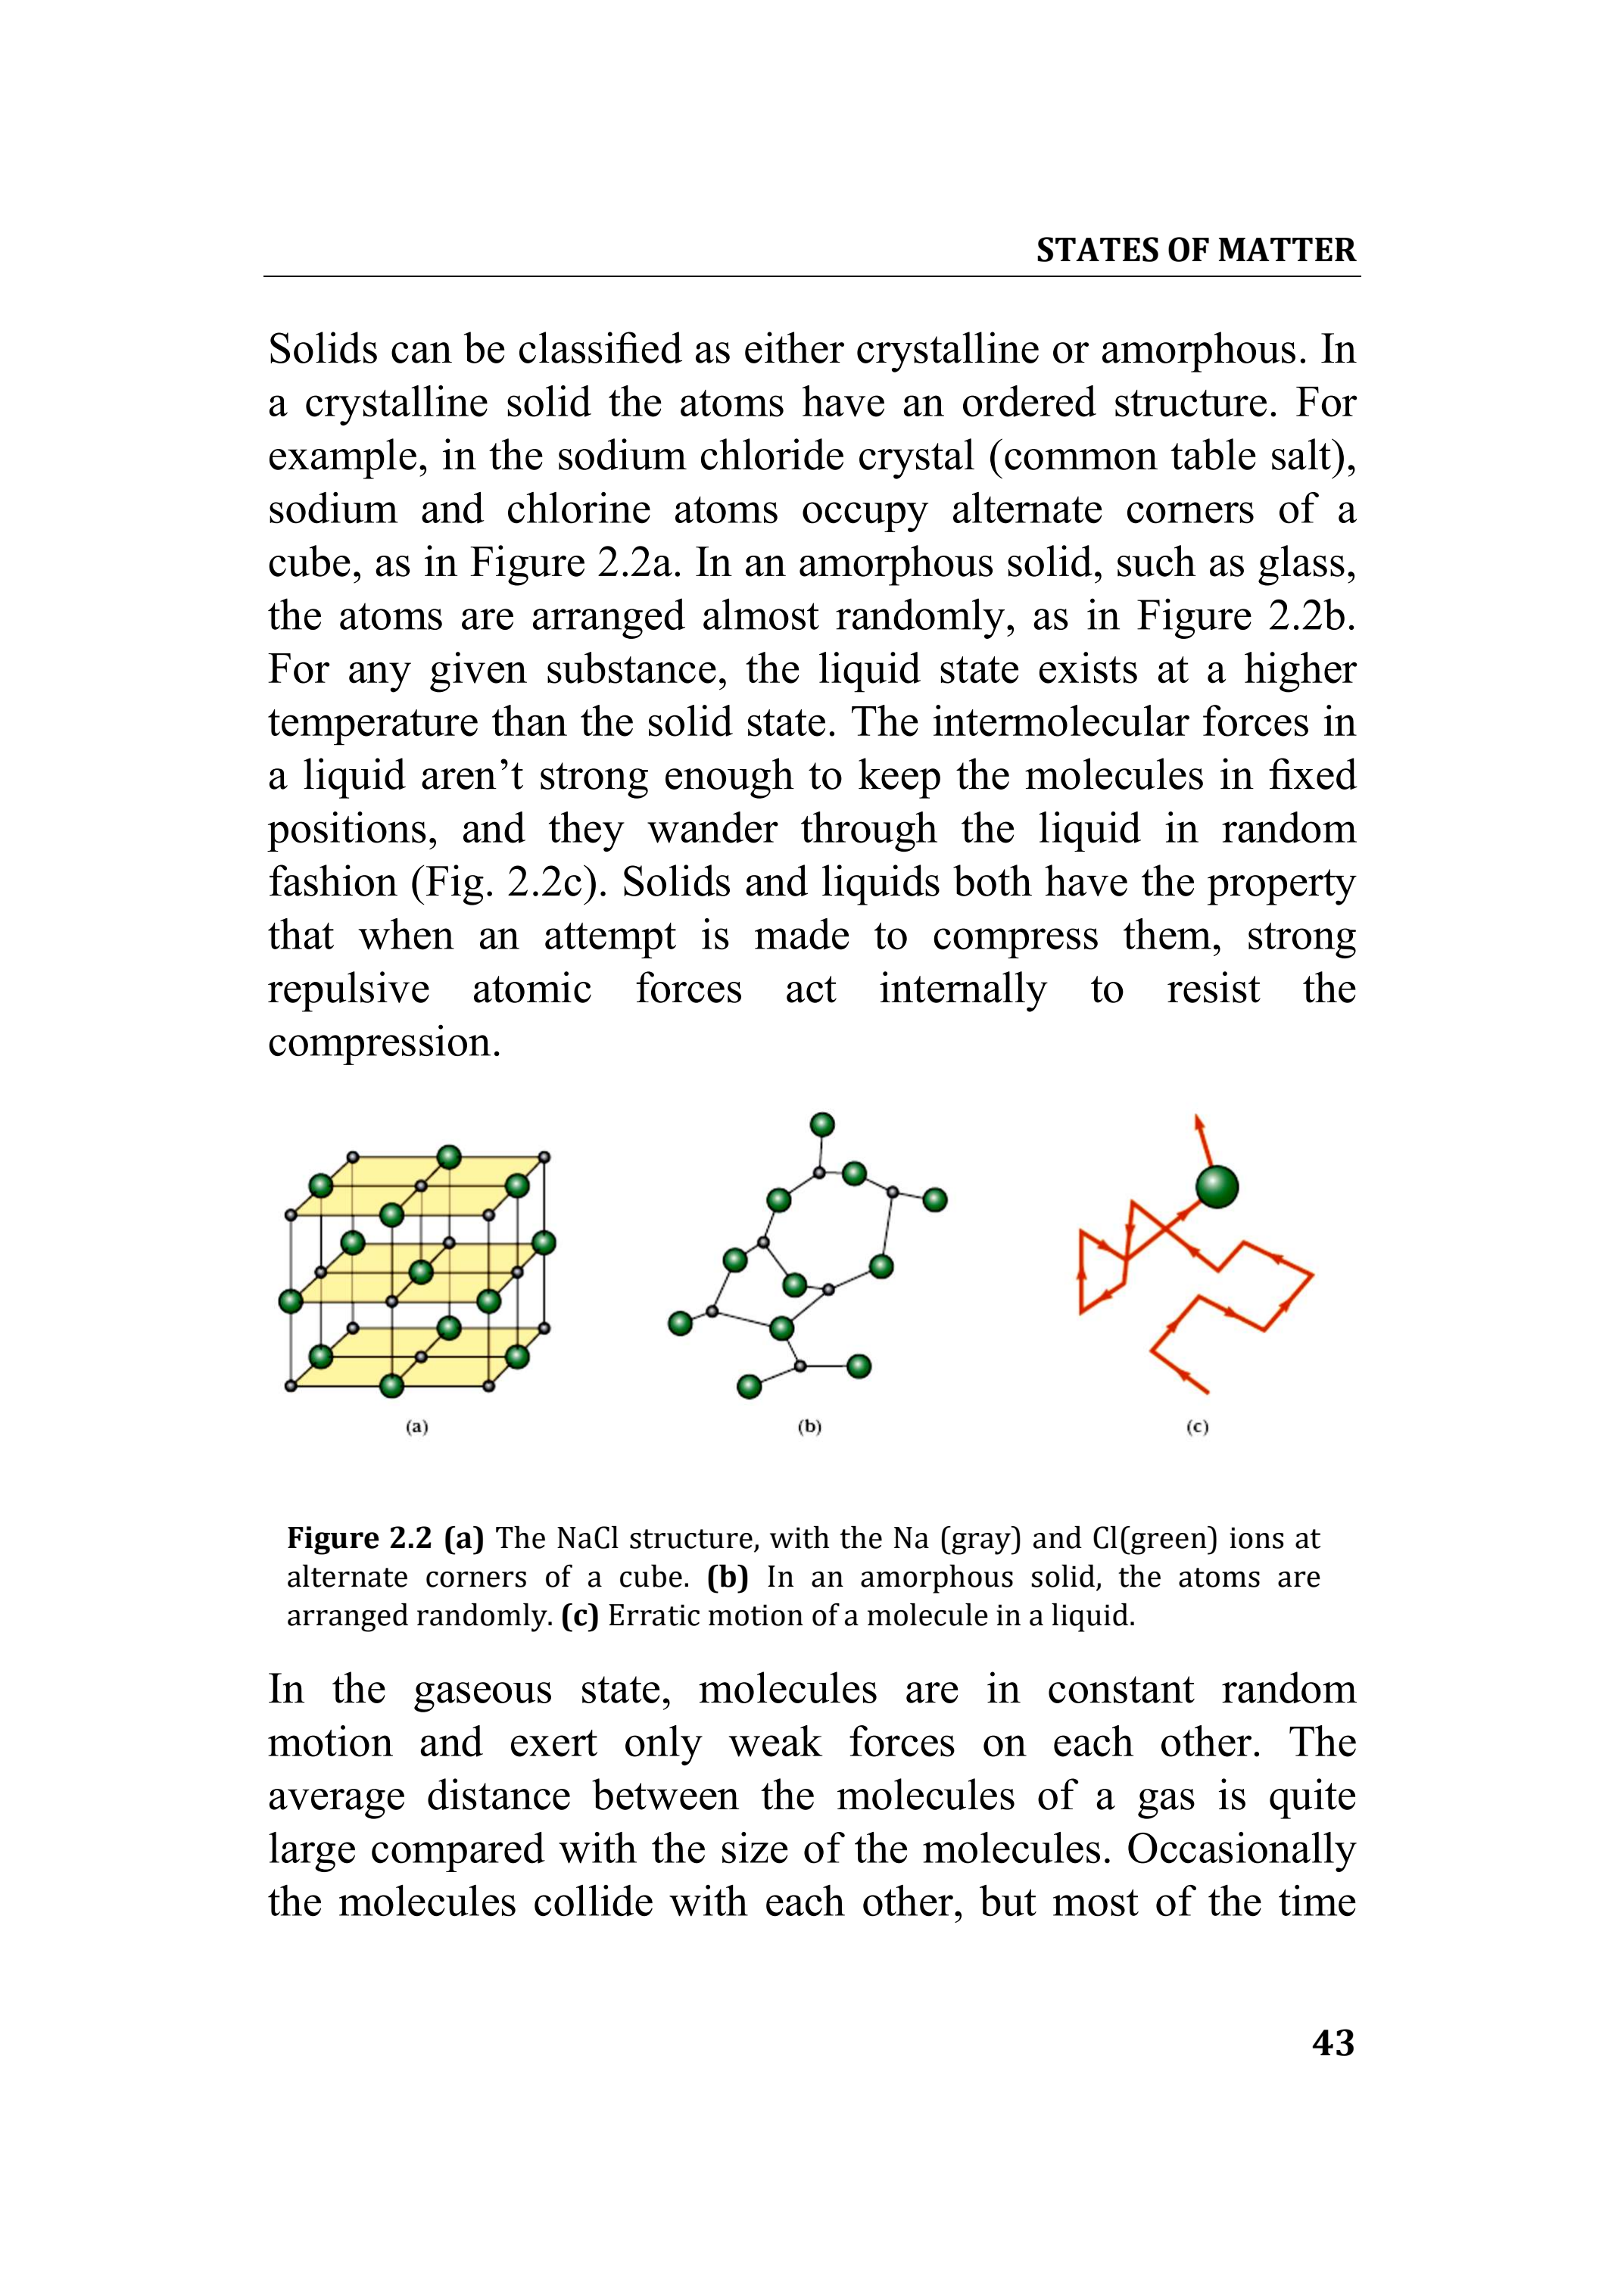 STATES OF MATTER
Solids can be classified as either crystalline or amorphous. In
a crystalline solid the atoms have an ordered structure. For
example, in the sodium chloride crystal (common table salt),
sodium and chlorine atoms occupy alternate corners of a
cube, as in Figure 2.2a. In an amorphous solid, such as glass,
the atoms are arranged almost randomly, as in Figure 2.2b.
For any given substance, the liquid state exists at a higher
temperature than the solid state. The intermolecular forces in
a liquid aren’t strong enough to keep the molecules in fixed
positions, and they wander through the liquid in random
fashion (Fig. 2.2c). Solids and liquids both have the property
that when an attempt is made to compress them, strong
repulsive atomic forces act internally to resist the
compression.
(a) (b) (c)
Figure 2.2 (a) The NaCl structure, with the Na (gray) and Cl(green) ions at
alternate corners of a cube. (b) In an amorphous solid, the atoms are
arranged randomly. (c) Erratic motion of a molecule in a liquid.
In the gaseous state, molecules are in constant random
motion and exert only weak forces on each other. The
average distance between the molecules of a gas is quite
large compared with the size of the molecules. Occasionally
the molecules collide with each other, but most of the time
43